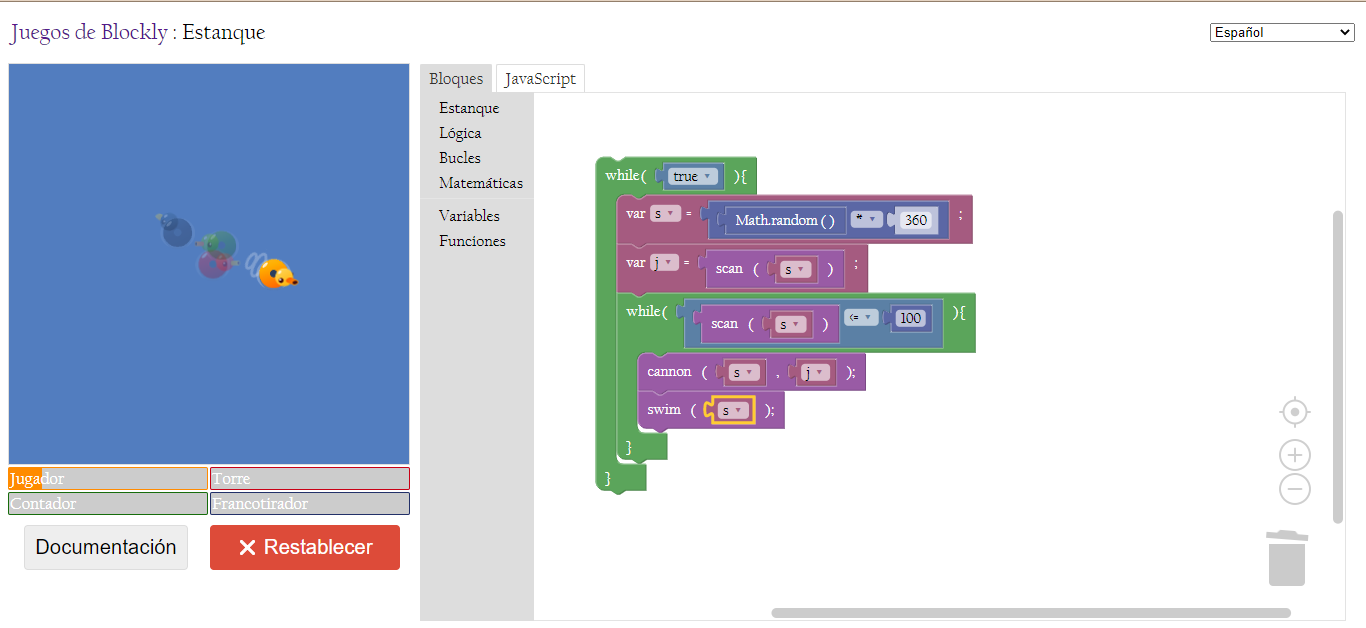 Juegos de Blockly : Estanque
Español
Bloques
JavaScript
Estanque
Lógica
Bucles
Matemáticas
Variables
Funciones
while( true ){
var s = Math.random() * 360 ;
var j = scan ( s ) ;
while( scan ( s ) <= 100 ){
cannon ( s , j );
swim ( s );
}
}
Jugador
Torre
Contador
Francotirador
Documentación
Restablecer